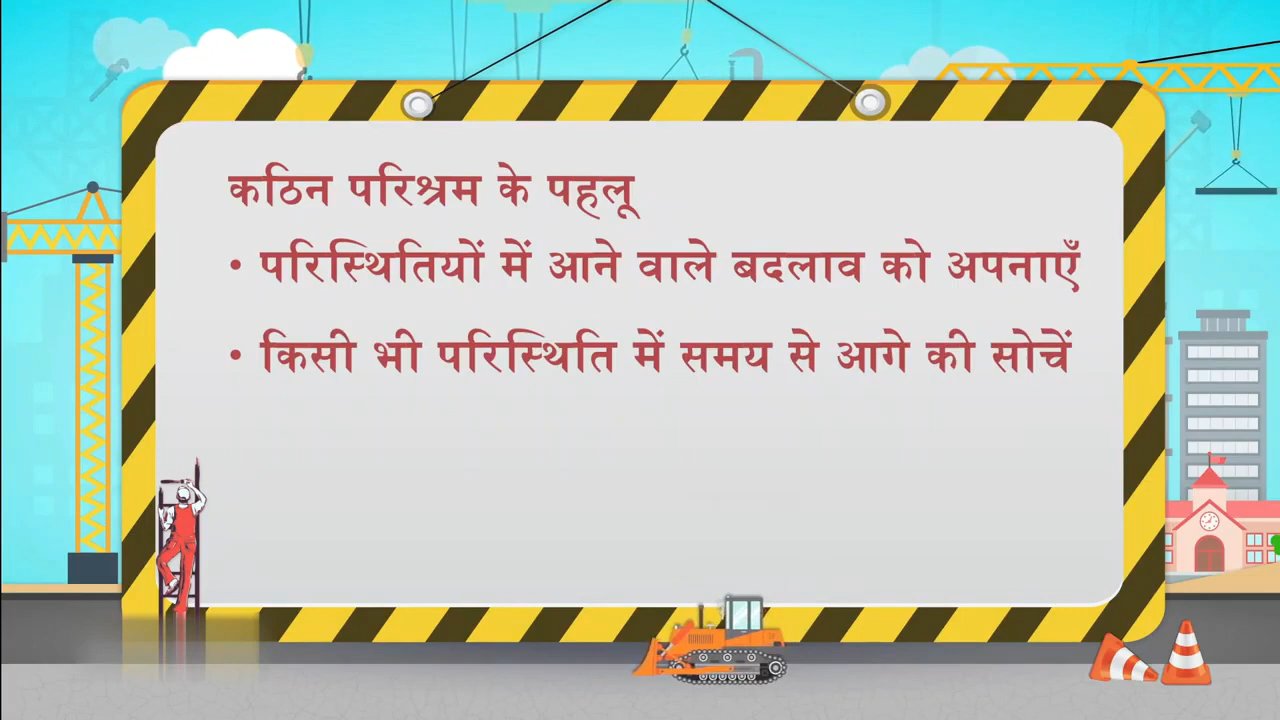 कठिन परिश्रम के पहलू
• परिस्थितियों में आने वाले बदलाव को अपनाएँ
• किसी भी परिस्थिति में समय से आगे की सोचें